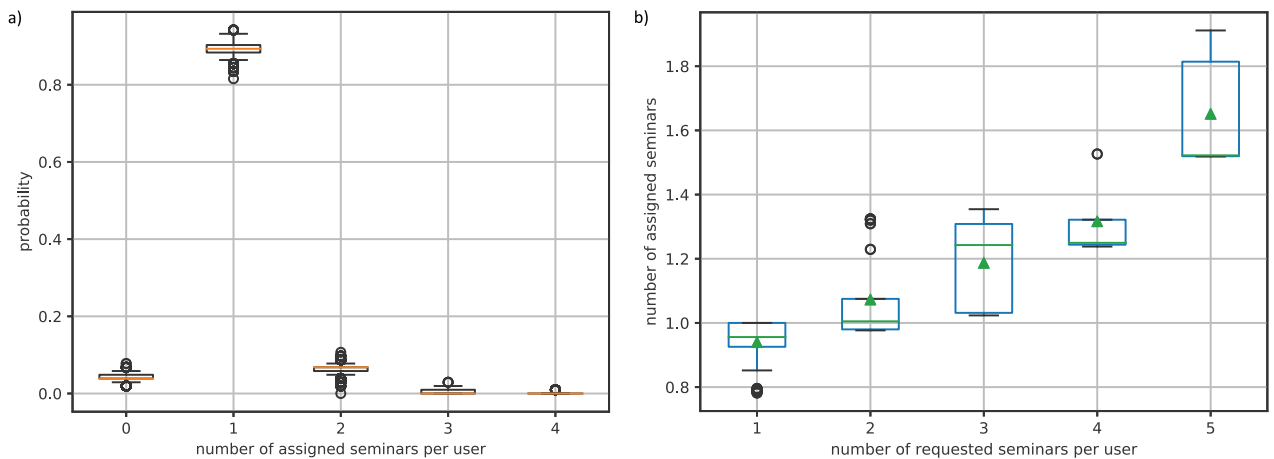 a)
probability
0.8
0.6
0.4
0.2
0.0
0 1 2 3 4
number of assigned seminars per user
b)
number of assigned seminars
1.8
1.6
1.4
1.2
1.0
0.8
1 2 3 4 5
number of requested seminars per user